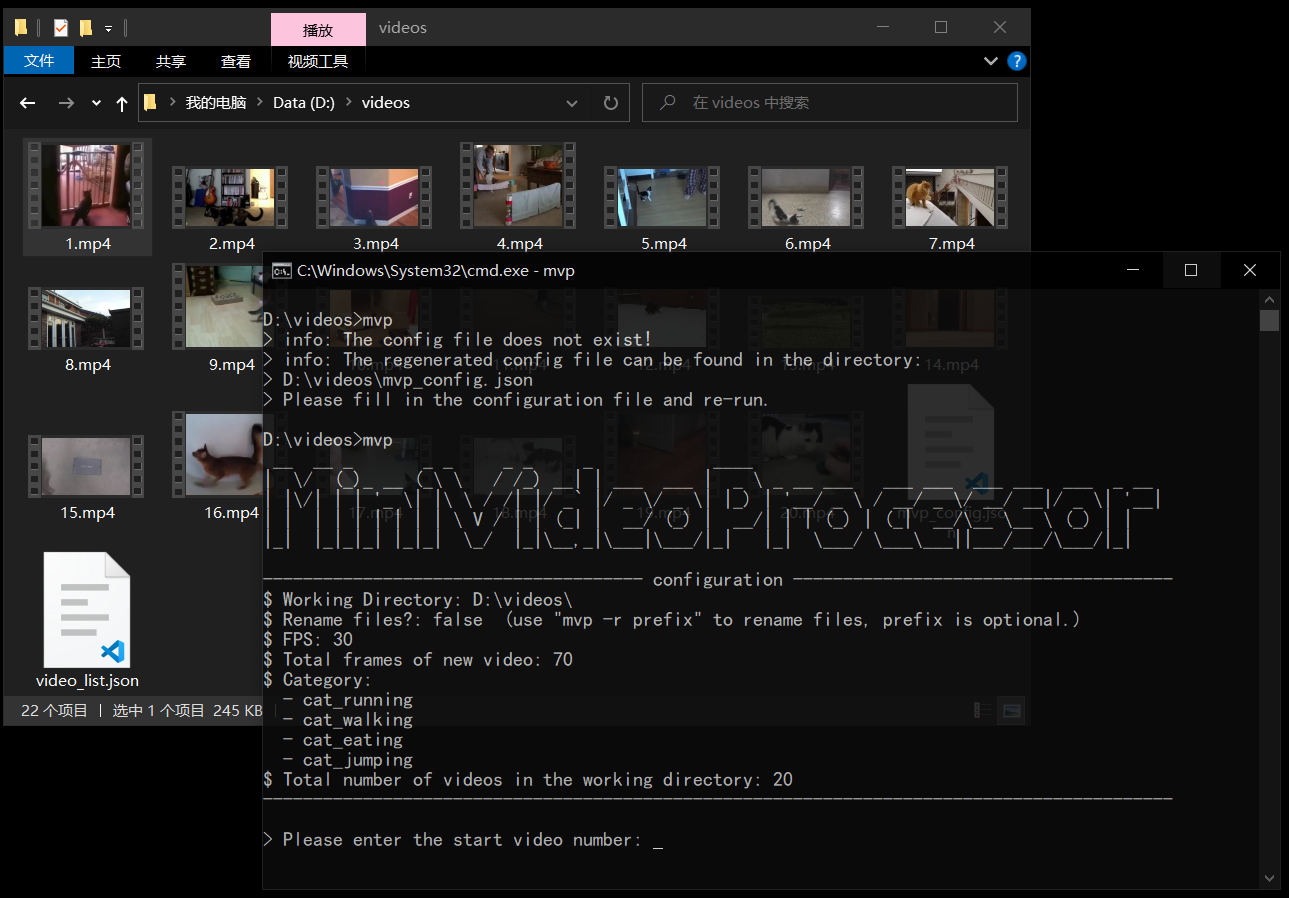 播放
videos
文件
主页
共享
查看
视频工具
我的电脑 > Data (D:) > videos
在 videos 中搜索
1.mp4
2.mp4
3.mp4
4.mp4
5.mp4
6.mp4
7.mp4
C:\Windows\System32\cmd.exe - mvp
8.mp4
9.mp4
12.mp4
13.mp4
14.mp4
15.mp4
16.mp4
17.mp4
18.mp4
19.mp4
20.mp4
mvp_config.jso
n
video_list.json
22 个项目
选中 1 个项目 245 KB
D:\videos>mvp
> info: The config file does not exist!
> info: The regenerated config file can be found in the directory:
> D:\videos\mvp_config.json
> Please fill in the configuration file and re-run.
D:\videos>mvp
MiniVideoProcessor
------------------------------------- configuration -------------------------------------
$ Working Directory: D:\videos\
$ Rename files?: false (use "mvp -r prefix" to rename files, prefix is optional.)
$ FPS: 30
$ Total frames of new video: 70
$ Category:
- cat_running
- cat_walking
- cat_eating
- cat_jumping
$ Total number of videos in the working directory: 20
> Please enter the start video number: _